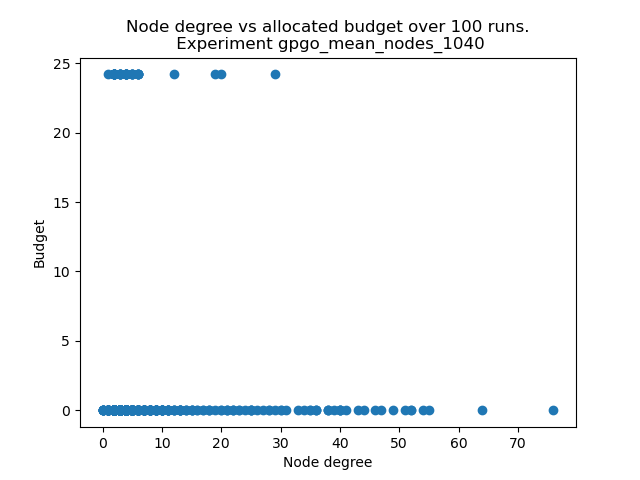 Node degree vs allocated budget over 100 runs.
Experiment gpgo_mean_nodes_1040
25
20
15
10
5
0
Budget
0 10 20 30 40 50 60 70
Node degree